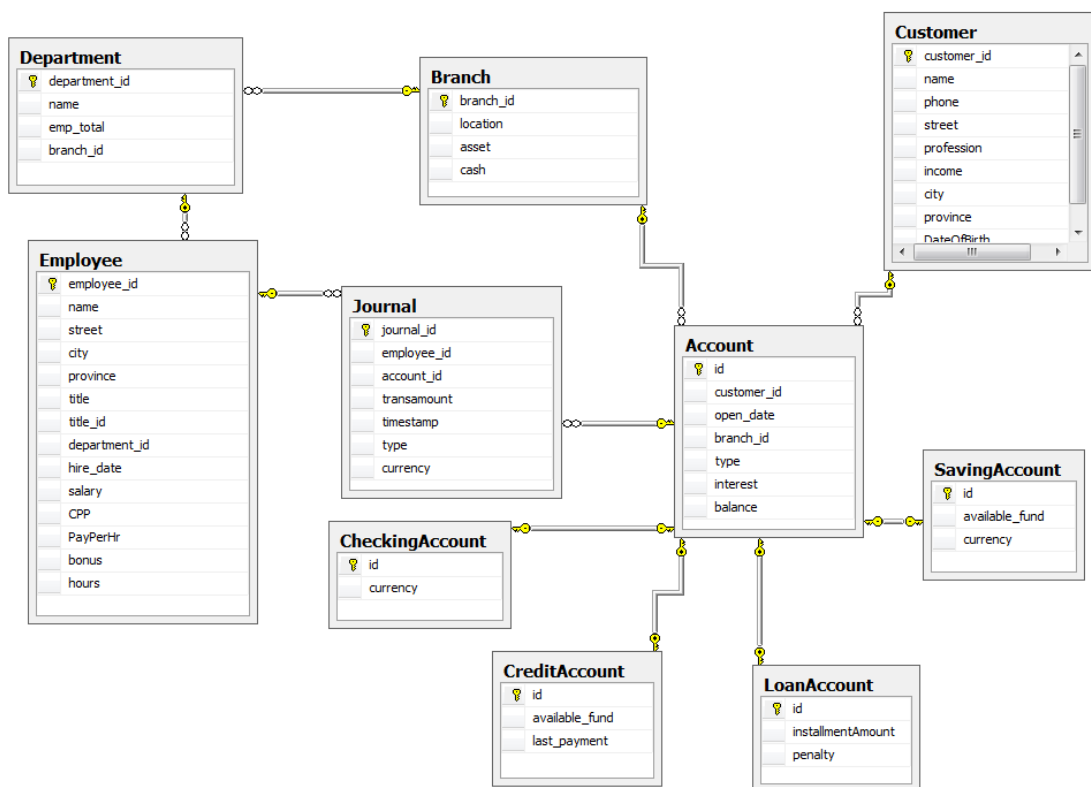 Department
department_id
name
emp_total
branch_id
Branch
branch_id
location
asset
cash
Customer
customer_id
name
phone
street
profession
income
city
province
DateOfBirth
Employee
employee_id
name
street
city
province
title
title_id
department_id
hire_date
salary
CPP
PayPerHr
bonus
hours
Journal
journal_id
employee_id
account_id
transamount
timestamp
type
currency
Account
id
customer_id
open_date
branch_id
type
interest
balance
SavingAccount
id
available_fund
currency
CheckingAccount
id
currency
CreditAccount
id
available_fund
last_payment
LoanAccount
id
installmentAmount
penalty